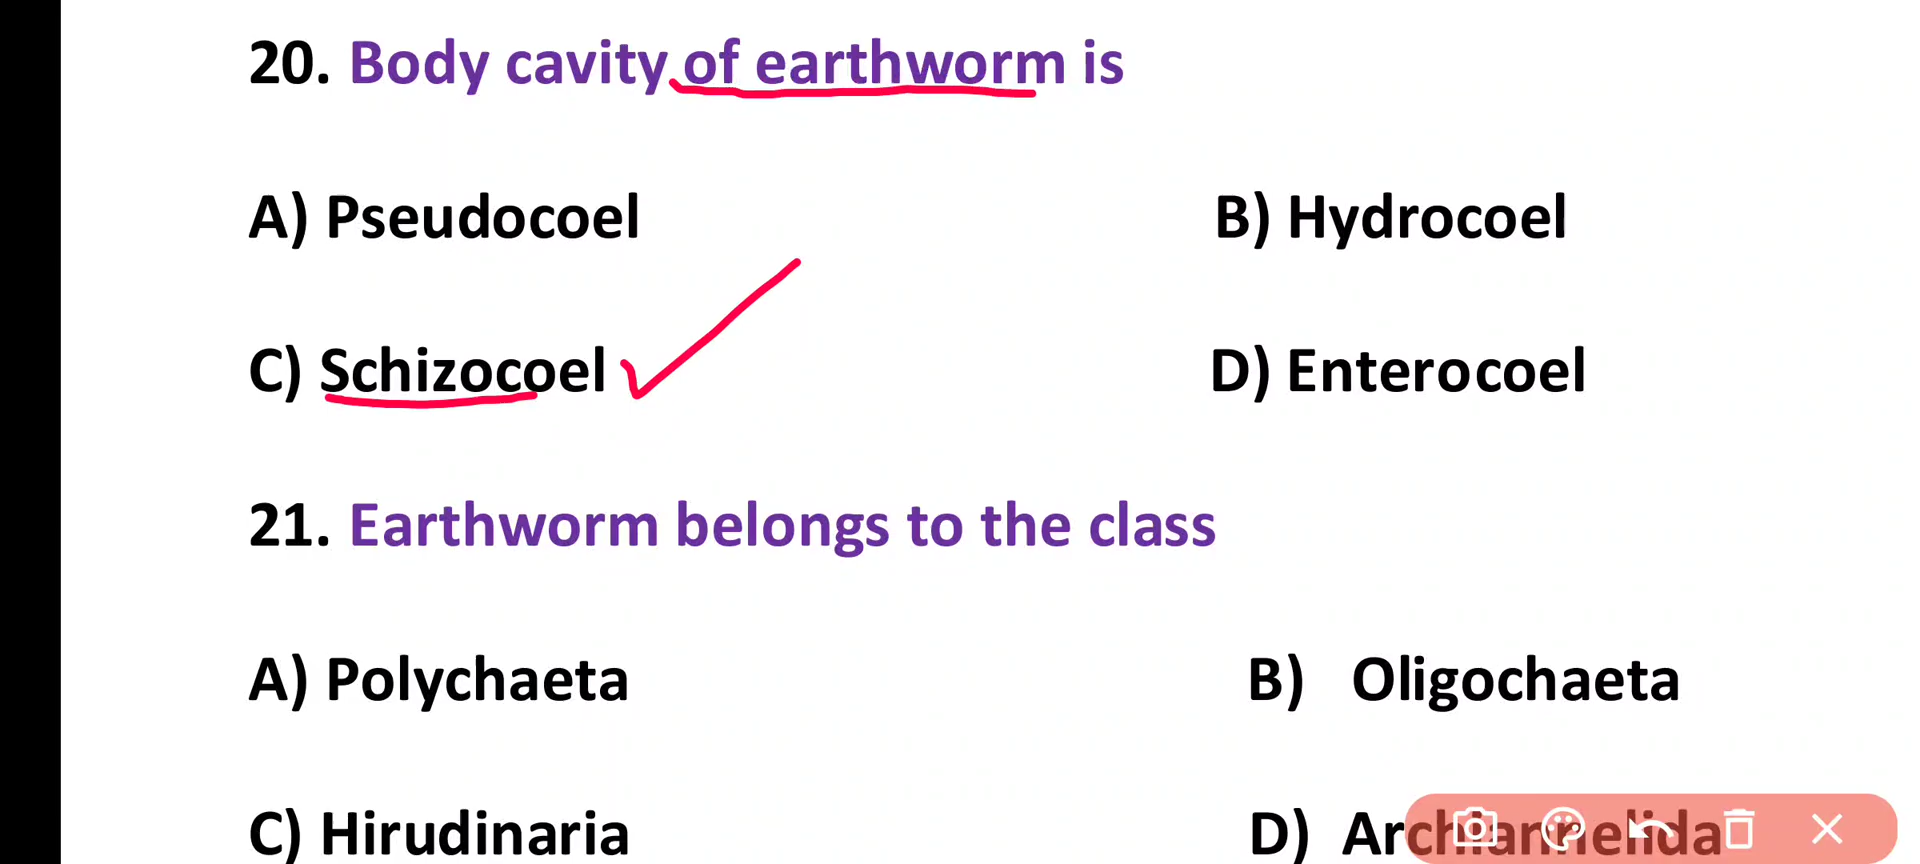 20. Body cavity of earthworm is
A) Pseudocoel B) Hydrocoel
C) Schizocoel D) Enterocoel
21. Earthworm belongs to the class
A) Polychaeta B) Oligochaeta
C) Hirudinaria D) Archiannelida